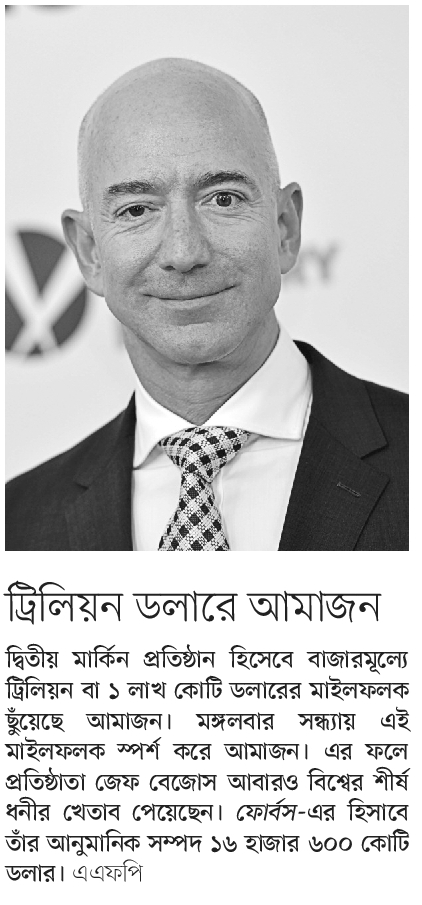 RY
ট্রিলিয়ন ডলারে আমাজন
দ্বিতীয় মার্কিন প্রতিষ্ঠান হিসেবে বাজারমূল্যে
ট্রিলিয়ন বা ১ লাখ কোটি ডলারের মাইলফলক
ছুঁয়েছে আমাজন। মঙ্গলবার সন্ধ্যায় এই
মাইলফলক স্পর্শ করে আমাজন। এর ফলে
প্রতিষ্ঠাতা জেফ বেজোস আবারও বিশ্বের শীর্ষ
ধনীর খেতাব পেয়েছেন। ফোর্বস-এর হিসাবে
তাঁর আনুমানিক সম্পদ ১৬ হাজার ৬০০ কোটি
ডলার। এএফপি